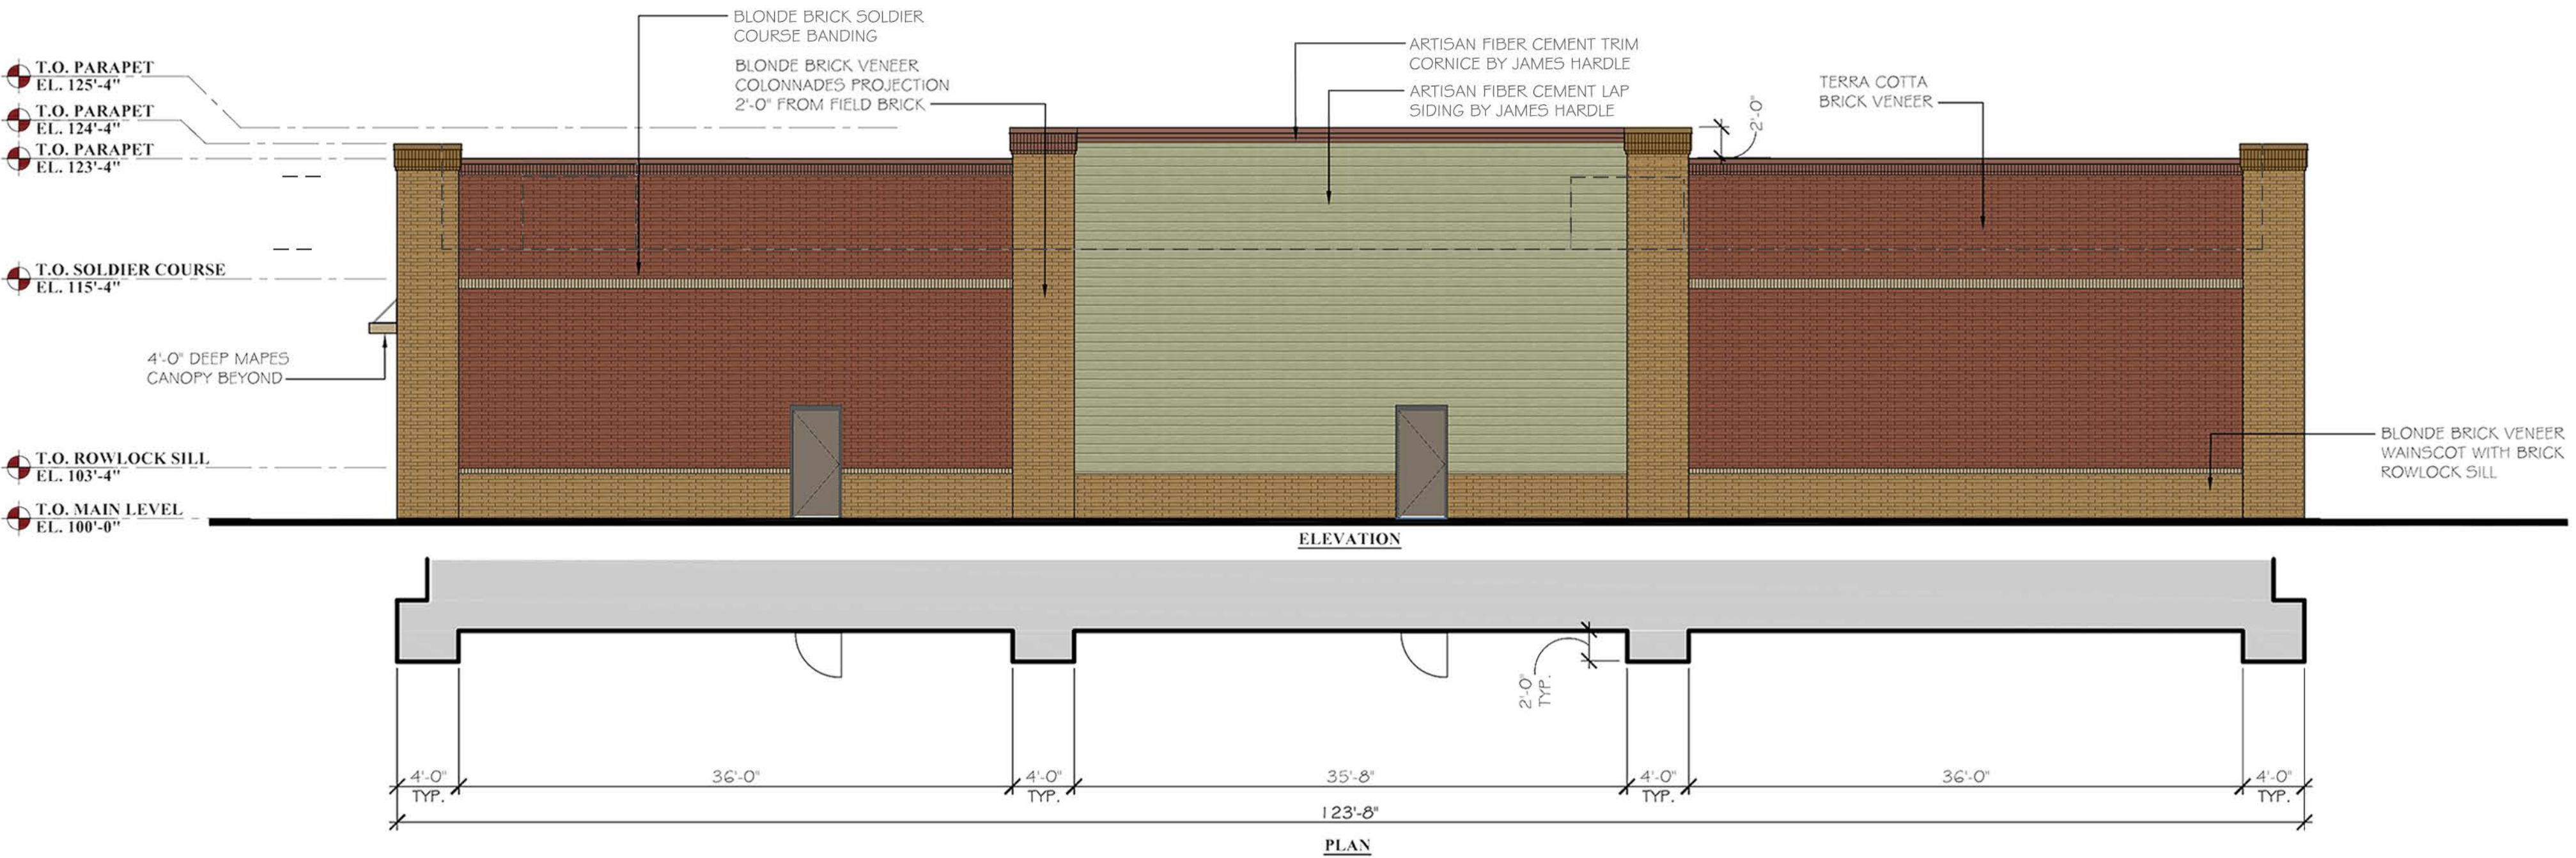 BLONDE BRICK SOLDIER
COURSE BANDING
BLONDE BRICK VENEER
COLONNADES PROJECTION
2'-0" FROM FIELD BRICK
ARTISAN FIBER CEMENT TRIM
CORNICE BY JAMES HARDLE
ARTISAN FIBER CEMENT LAP
SIDING BY JAMES HARDLE
TERRA COTTA
BRICK VENEER
2'-0"
T.O. PARAPET
EL. 125'-4"
T.O. PARAPET
EL. 124'-4"
T.O. PARAPET
EL. 123'-4"
T.O. SOLDIER COURSE
EL. 115'-4"
4'-0" DEEP MAPES
CANOPY BEYOND
T.O. ROWLOCK SILL
EL. 103'-4"
T.O. MAIN LEVEL
EL. 100'-0"
BLONDE BRICK VENEER
WAINSCOT WITH BRICK
ROWLOCK SILL
ELEVATION
2'-0"
TYP.
4'-0"
TYP.
36'-0"
4'-0"
TYP.
35'-8"
4'-0"
TYP.
36'-0"
4'-0"
TYP.
123'-8"
PLAN